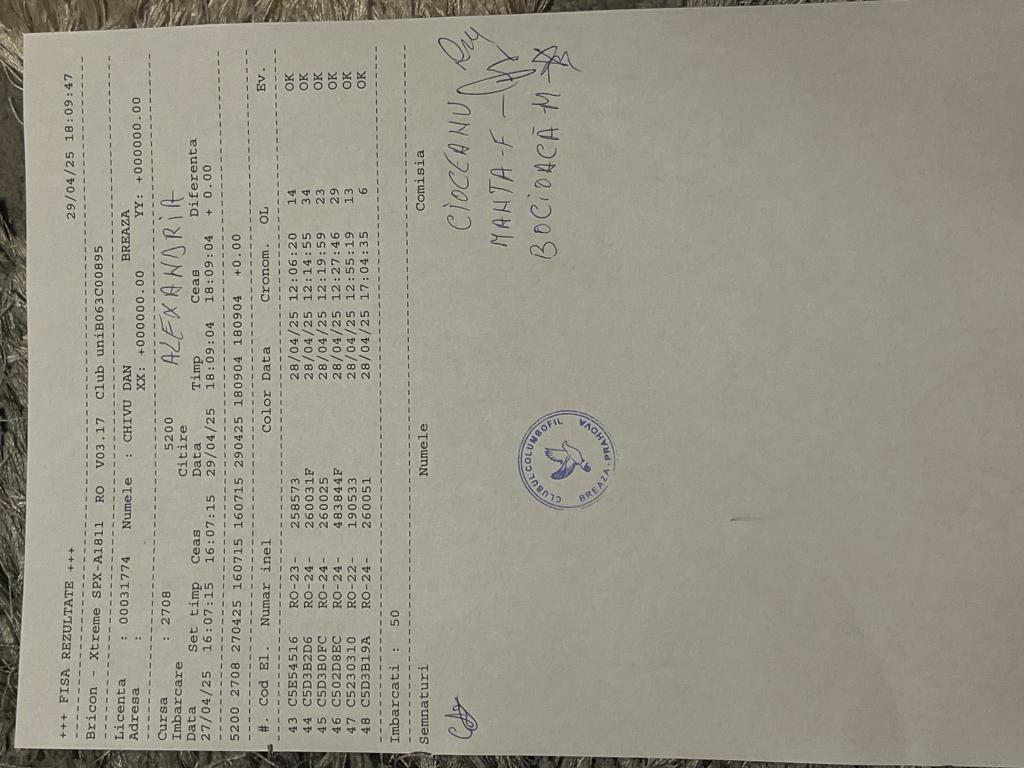 +++ FISA REZULTATE +++ 29/04/25 18:09:47
Bricon - Xtreme SPX-A1811 RO V03.17 Club uniB063C00895
Licenta : 00031774 Numele : CHIVU DAN BREAZA
Adresa : XX: +000000.00 YY: +000000.00
Cursa : 2708 5200 ALEXANDRIA
Imbarcare Citire
Data Set timp Ceas Data Timp Ceas Diferenta
27/04/25 16:07:15 16:07:15 29/04/25 18:09:04 18:09:04 + 0.00
5200 2708 270425 160715 160715 290425 180904 180904 +0.00
#. Cod El. Numar inel Color Data Cronom. OL Ev.
43 C5E54516 RO-23- 258573 28/04/25 12:06:20 14 OK
44 C5D3B2D6 RO-24- 260031F 28/04/25 12:14:55 34 OK
45 C5D3B0FC RO-24- 260025 28/04/25 12:19:59 23 OK
46 C502D8EC RO-24- 483844F 28/04/25 12:27:46 29 OK
47 C5230310 RO-22- 190533 28/04/25 12:55:19 13 OK
48 C5D3B19A RO-24- 260051 28/04/25 17:04:35 6 OK
Imbarcati : 50
Semnaturi Numele Comisia
CIOCEANU
MANTA-F
BOCIOACĂ M
CLUBUL COLUMBOFIL
BREAZA-PRAHOVA